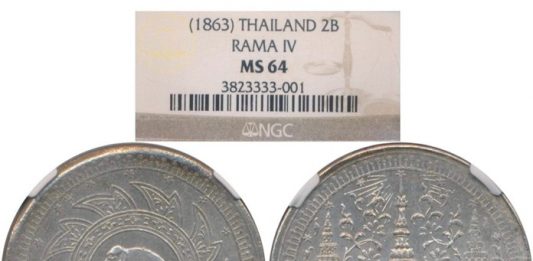 (1863) THAILAND 2B
RAMA IV
MS 64
3823333-001
NGC